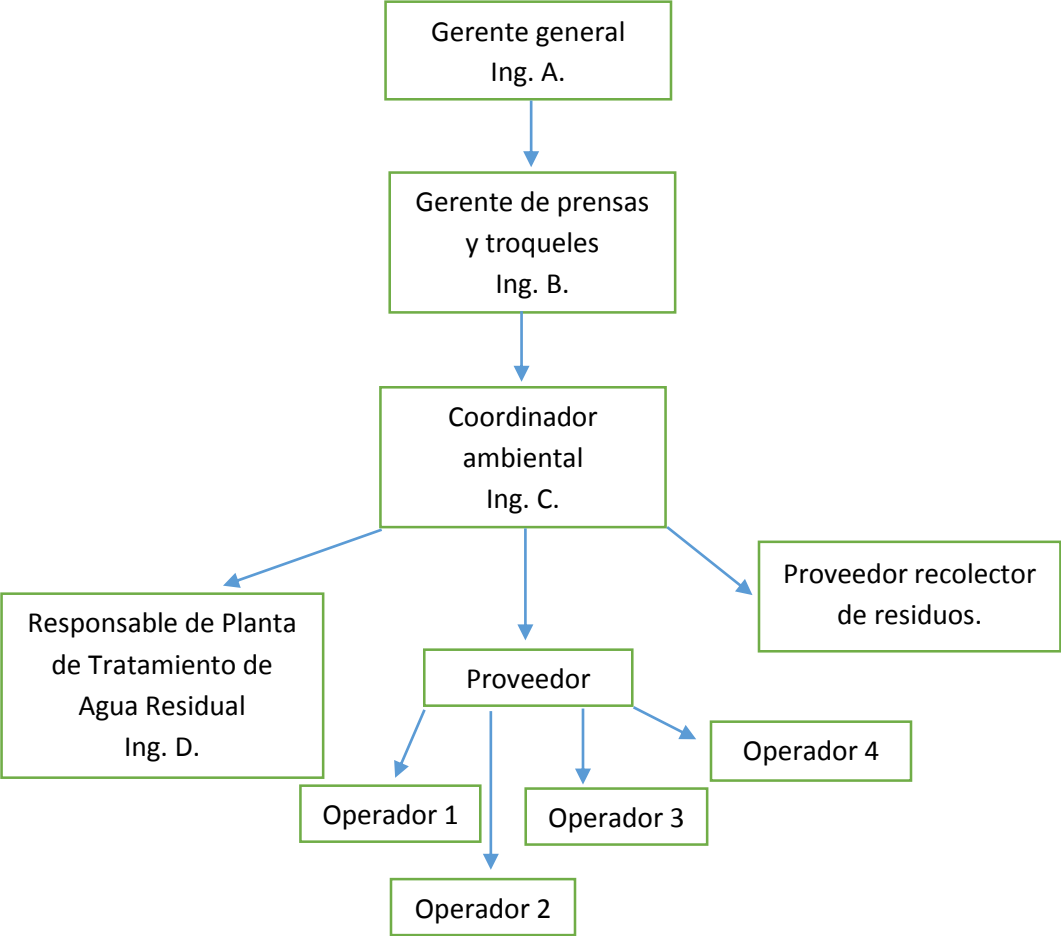 Gerente general
Ing. A.
Gerente de prensas
y troqueles
Ing. B.
Coordinador
ambiental
Ing. C.
Responsable de Planta
de Tratamiento de
Agua Residual
Ing. D.
Proveedor
Proveedor recolector
de residuos.
Operador 1
Operador 2
Operador 3
Operador 4